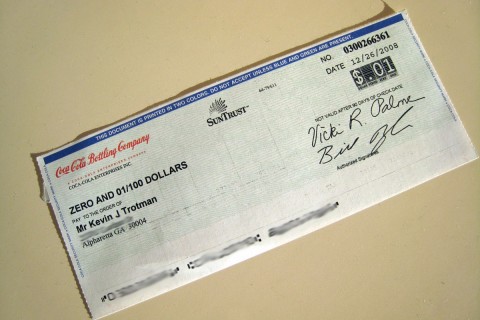 THIS DOCUMENT IS PRINTED IN TWO COLORS. DO NOT ACCEPT UNLESS BLUE AND GREEN ARE PRESENT.
NO. 0300266361
DATE 12/26/2008
$.01
SUNTRUST
Coca-Cola Bottling Company
COCA-COLA ENTERPRISES INC.
NOT VALID AFTER 90 DAYS OF CHECK DATE
ZERO AND 01/100 DOLLARS
Vicki R. Palme
PAY TO THE ORDER OF
Authorized Signatures
Mr Kevin J Trotman
Alpharetta GA 30004